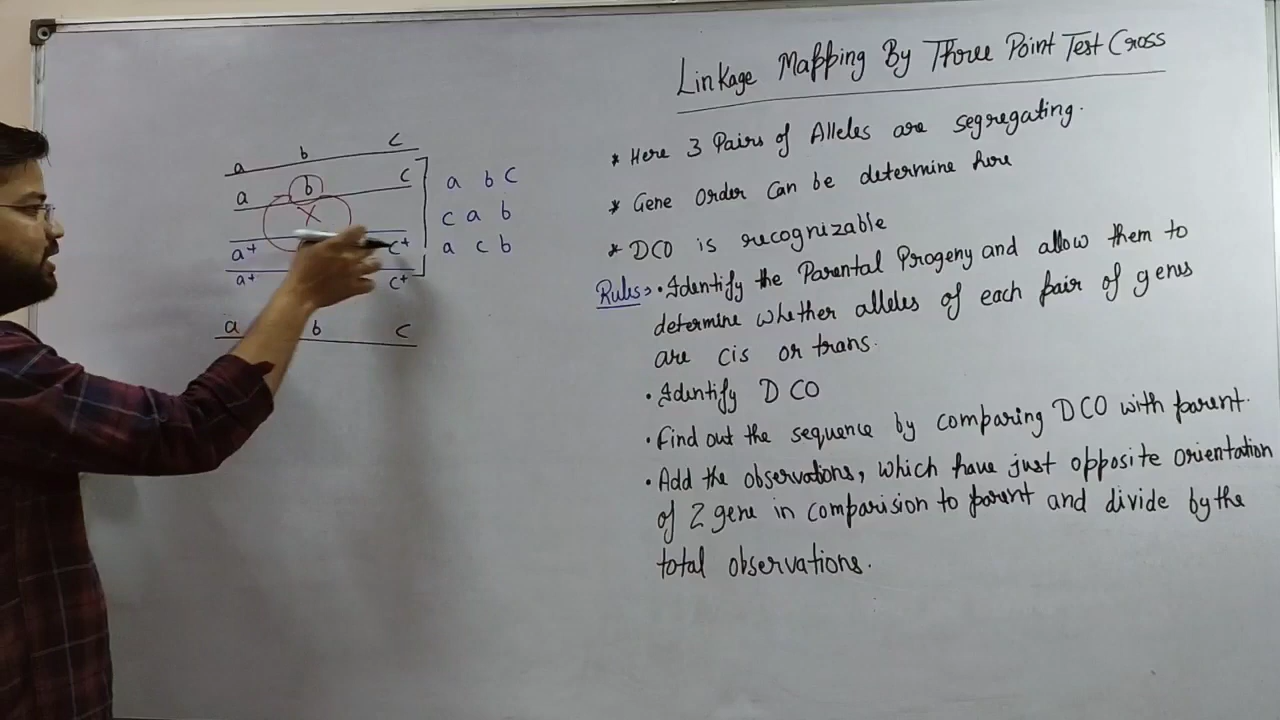 Linkage Mapping By Three Point Test Cross
* Here 3 Pairs of Alleles are segregating.
* Gene Order Can be determine here
* DCO is recognizable
Rules:- • Identify the Parental Progeny and allow them to
determine whether alleles of each pair of genes
are cis or trans.
• Identify DCO
• Find out the sequence by comparing DCO with parent.
• Add the observations, which have just opposite orientation
of 2 gene in comparision to parent and divide by the
total observations.
a b c
a b c
a+ c+
a+ c+
a b c
a b c
c a b
a c b